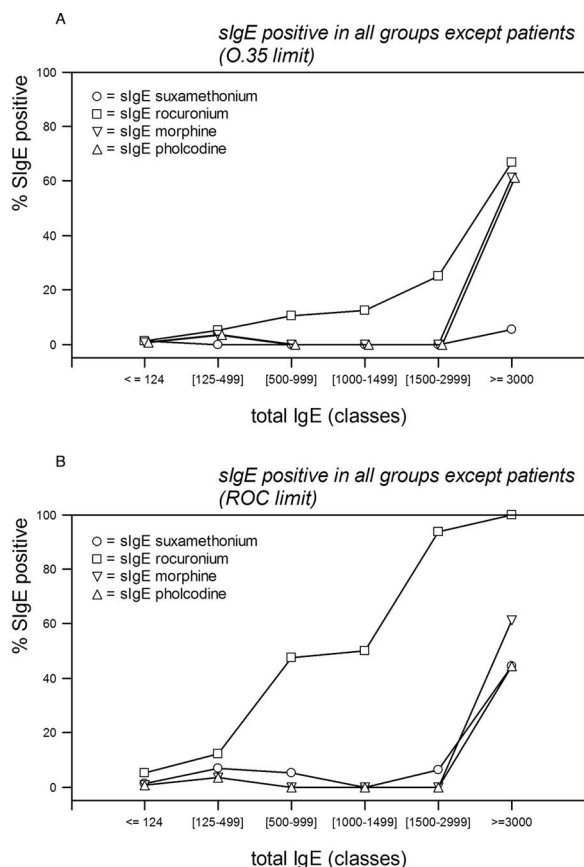 A
sIgE positive in all groups except patients
(O.35 limit)
100
80
60
40
20
0
% SIgE positive
○ = sIgE suxamethonium
□ = sIgE rocuronium
▽ = sIgE morphine
△ = sIgE pholcodine
< = 124 [125-499] [500-999] [1000-1499] [1500-2999] >= 3000
total IgE (classes)
B
sIgE positive in all groups except patients
(ROC limit)
100
80
60
40
20
0
% SIgE positive
○ = sIgE suxamethonium
□ = sIgE rocuronium
▽ = sIgE morphine
△ = sIgE pholcodine
<= 124 [125-499] [500-999] [1000-1499] [1500-2999] >=3000
total IgE (classes)